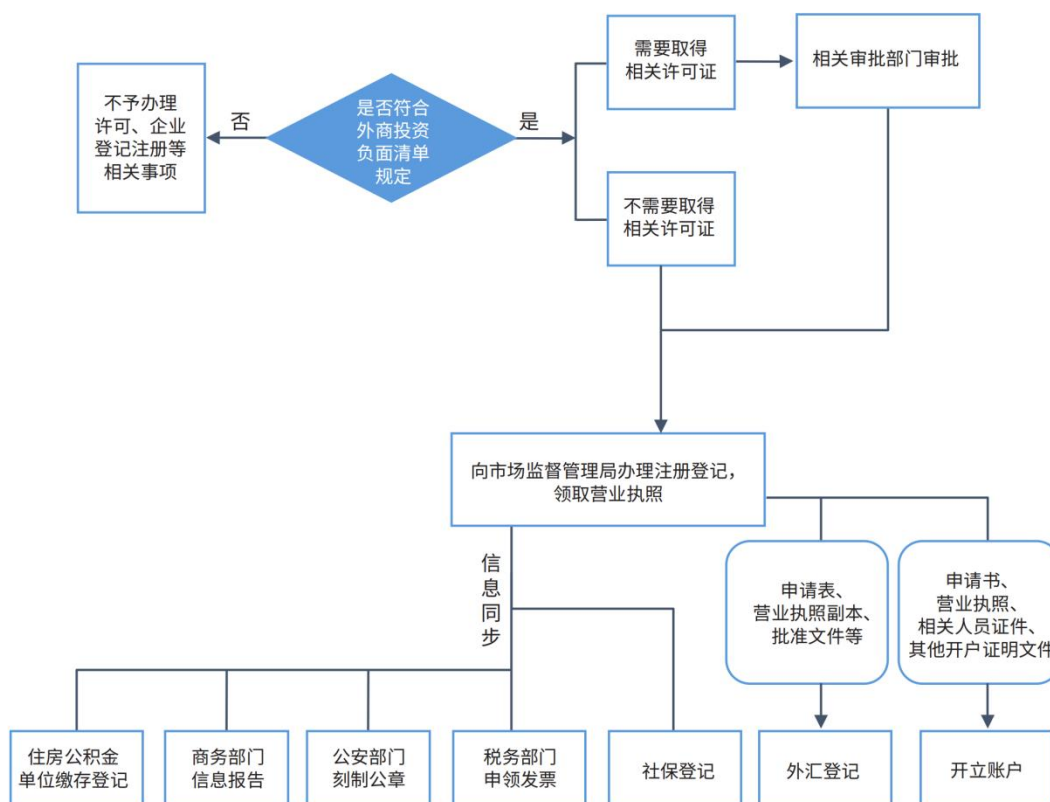 需要取得
相关许可证
相关审批部门审批
不予办理
许可、企业
登记注册等
相关事项
否
是否符合
外商投资
负面清单
规定
是
不需要取得
相关许可证
向市场监督管理局办理注册登记，
领取营业执照
信息同步
申请表、
营业执照副本、
批准文件等
申请书、
营业执照、
相关人员证件、
其他开户证明文件
住房公积金
单位缴存登记
商务部门
信息报告
公安部门
刻制公章
税务部门
申领发票
社保登记
外汇登记
开立账户